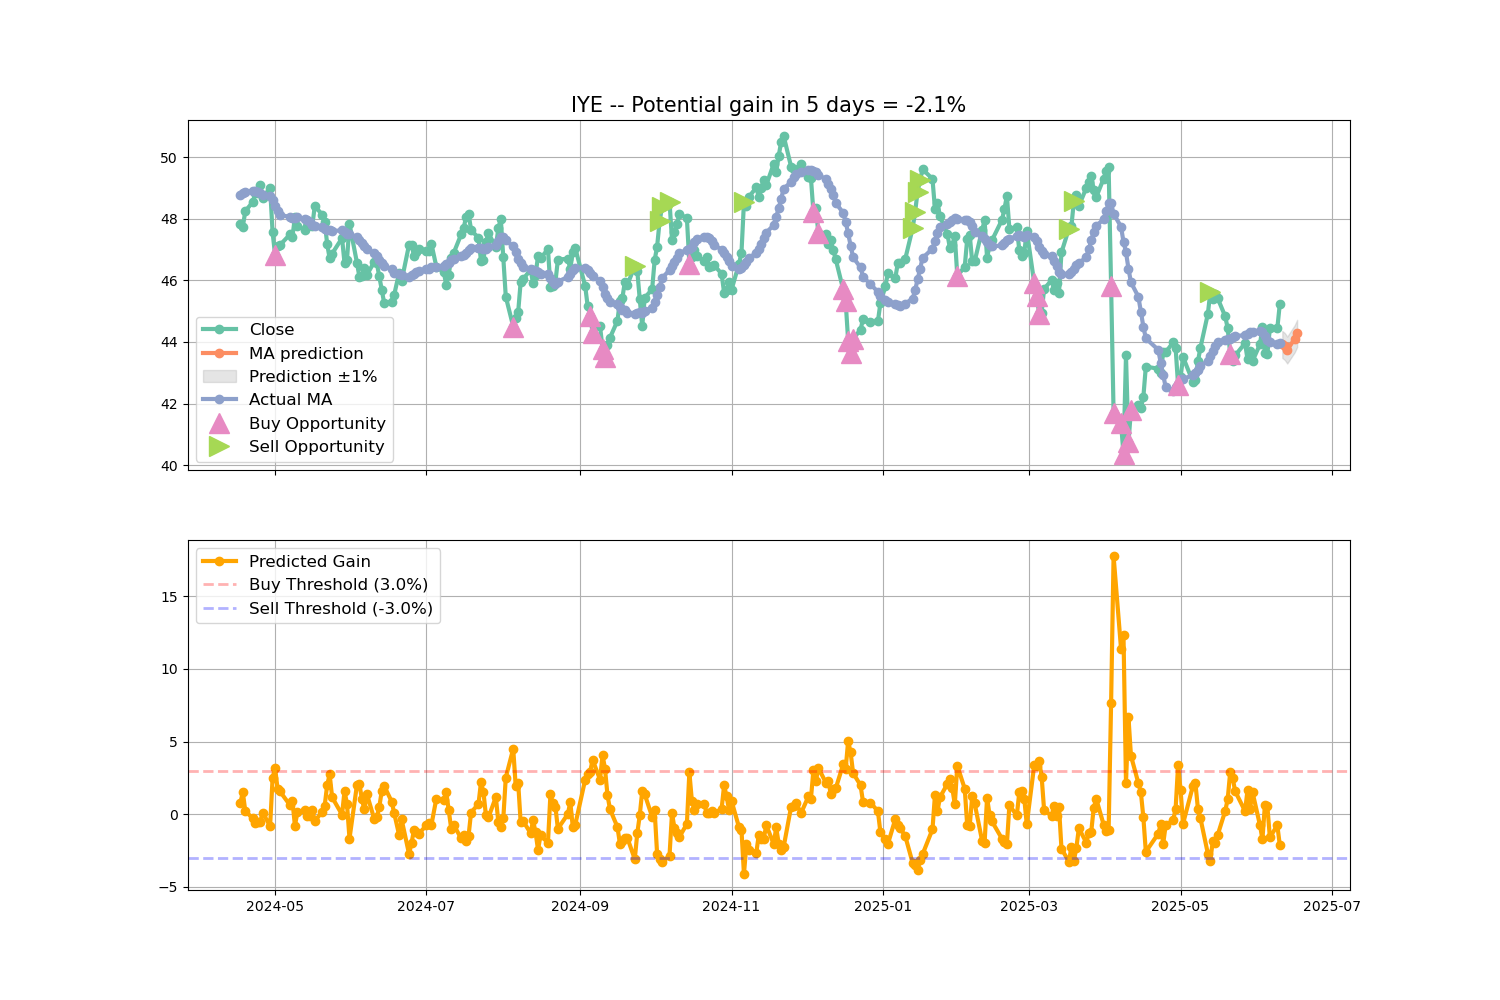 IYE -- Potential gain in 5 days = -2.1%
50
48
46
44
42
40
Close
MA prediction
Prediction ±1%
Actual MA
Buy Opportunity
Sell Opportunity
Predicted Gain
Buy Threshold (3.0%)
Sell Threshold (-3.0%)
15
10
5
0
−5
2024-05 2024-07 2024-09 2024-11 2025-01 2025-03 2025-05 2025-07